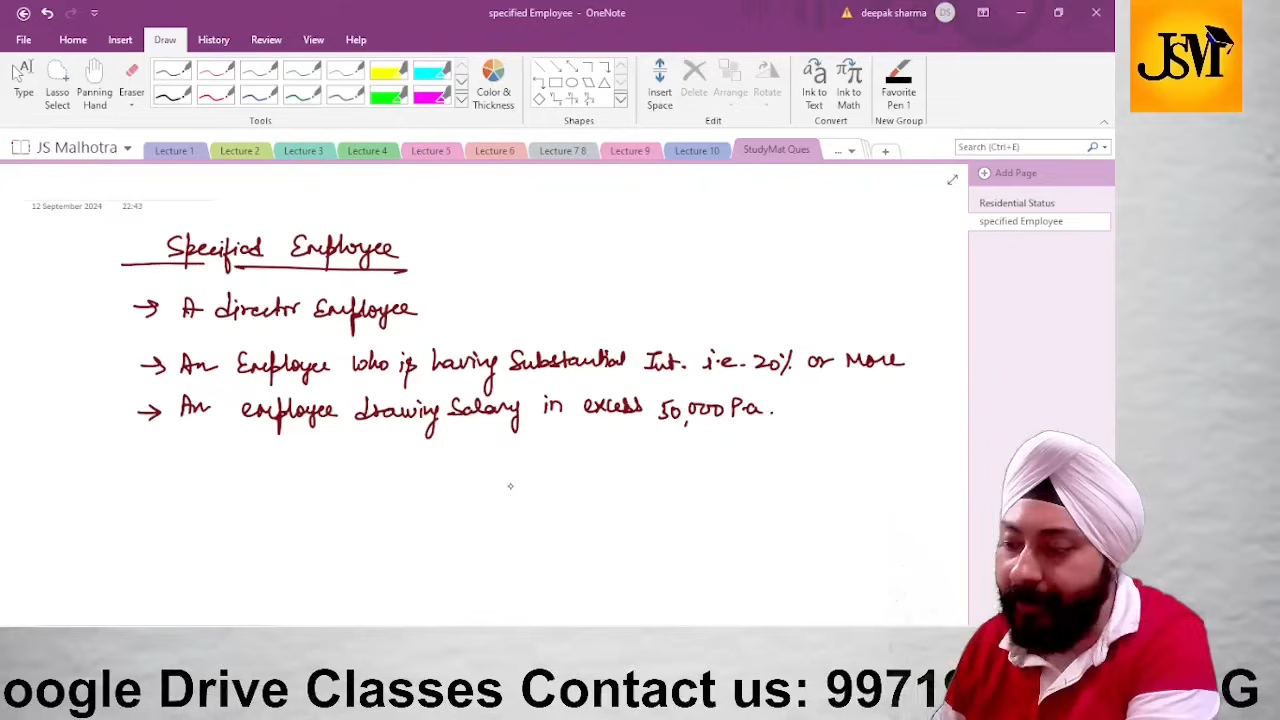 specified Employee - OneNote
deepak sharma DS
File Home Insert Draw History Review View Help
Type
Lasso Select
Panning Hand
Eraser
Color & Thickness
Insert Space
Delete
Arrange
Rotate
Ink to Text
Ink to Math
Favorite Pen 1
Tools Shapes Edit Convert New Group
JS Malhotra
Lecture 1 Lecture 2 Lecture 3 Lecture 4 Lecture 5 Lecture 6 Lecture 7 8 Lecture 9 Lecture 10 StudyMat Ques ...
Search (Ctrl+E)
Add Page
Residential Status
specified Employee
12 September 2024 22:43
Specified Employee
→ A director Employee
→ An Employee who is having Substantial Int. i.e. 20% or More
→ An employee drawing Salary in excess 50,000 P.a.
JSM
oogle Drive Classes Contact us: 9971
G